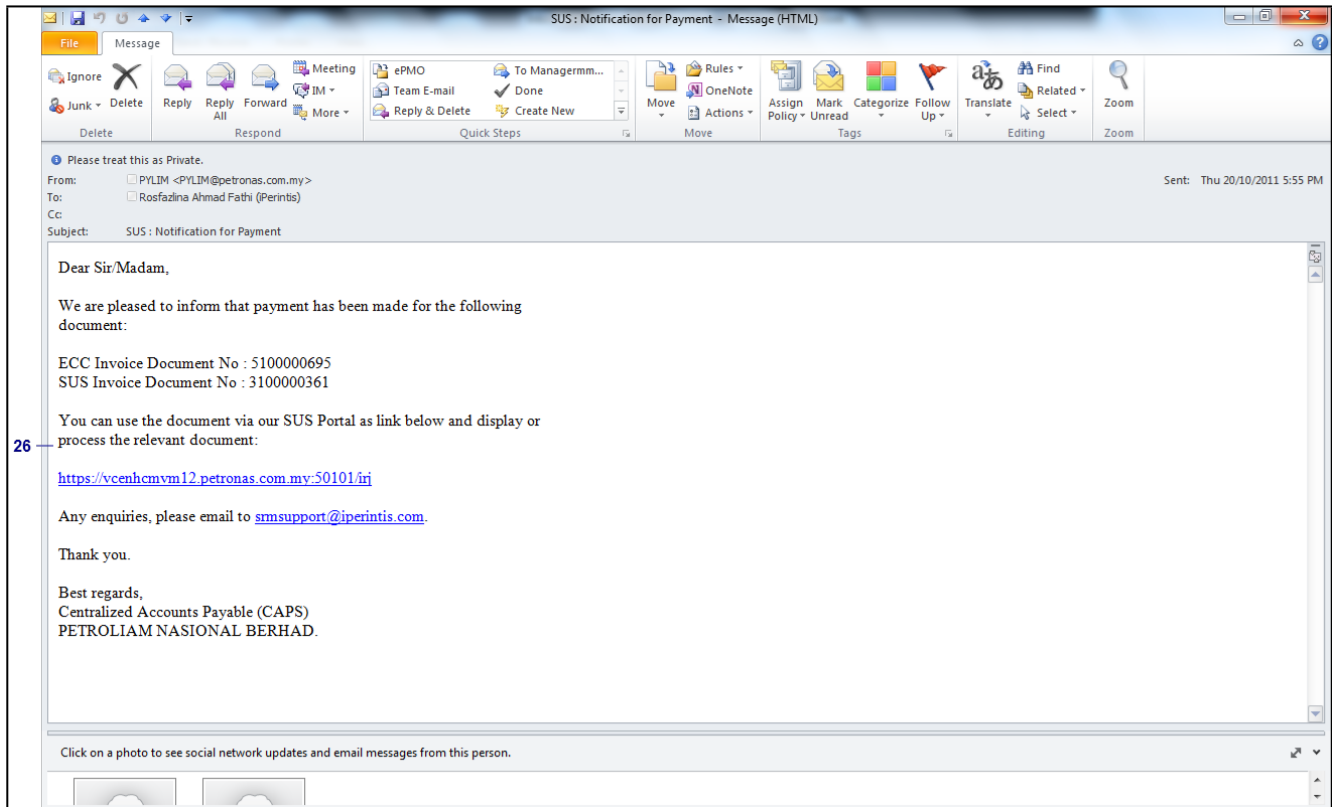 SUS : Notification for Payment - Message (HTML)
File Message
Ignore
Junk
Delete
Reply
Reply All
Forward
Meeting
IM
More
ePMO
Team E-mail
Reply & Delete
To Managermm...
Done
Create New
Move
Rules
OneNote
Actions
Assign Policy
Mark Unread
Categorize
Follow Up
Translate
Find
Related
Select
Zoom
Delete Respond Quick Steps Move Tags Editing Zoom
Please treat this as Private.
From: PYLIM <PYLIM@petronas.com.my> Sent: Thu 20/10/2011 5:55 PM
To: Rosfazlina Ahmad Fathi (iPerintis)
Cc:
Subject: SUS : Notification for Payment
Dear Sir/Madam,
We are pleased to inform that payment has been made for the following
document:
ECC Invoice Document No : 5100000695
SUS Invoice Document No : 3100000361
You can use the document via our SUS Portal as link below and display or
26 process the relevant document:
https://vcenhcmvm12.petronas.com.my:50101/irj
Any enquiries, please email to srmsupport@iperintis.com.
Thank you.
Best regards,
Centralized Accounts Payable (CAPS)
PETROLIAM NASIONAL BERHAD.
Click on a photo to see social network updates and email messages from this person.